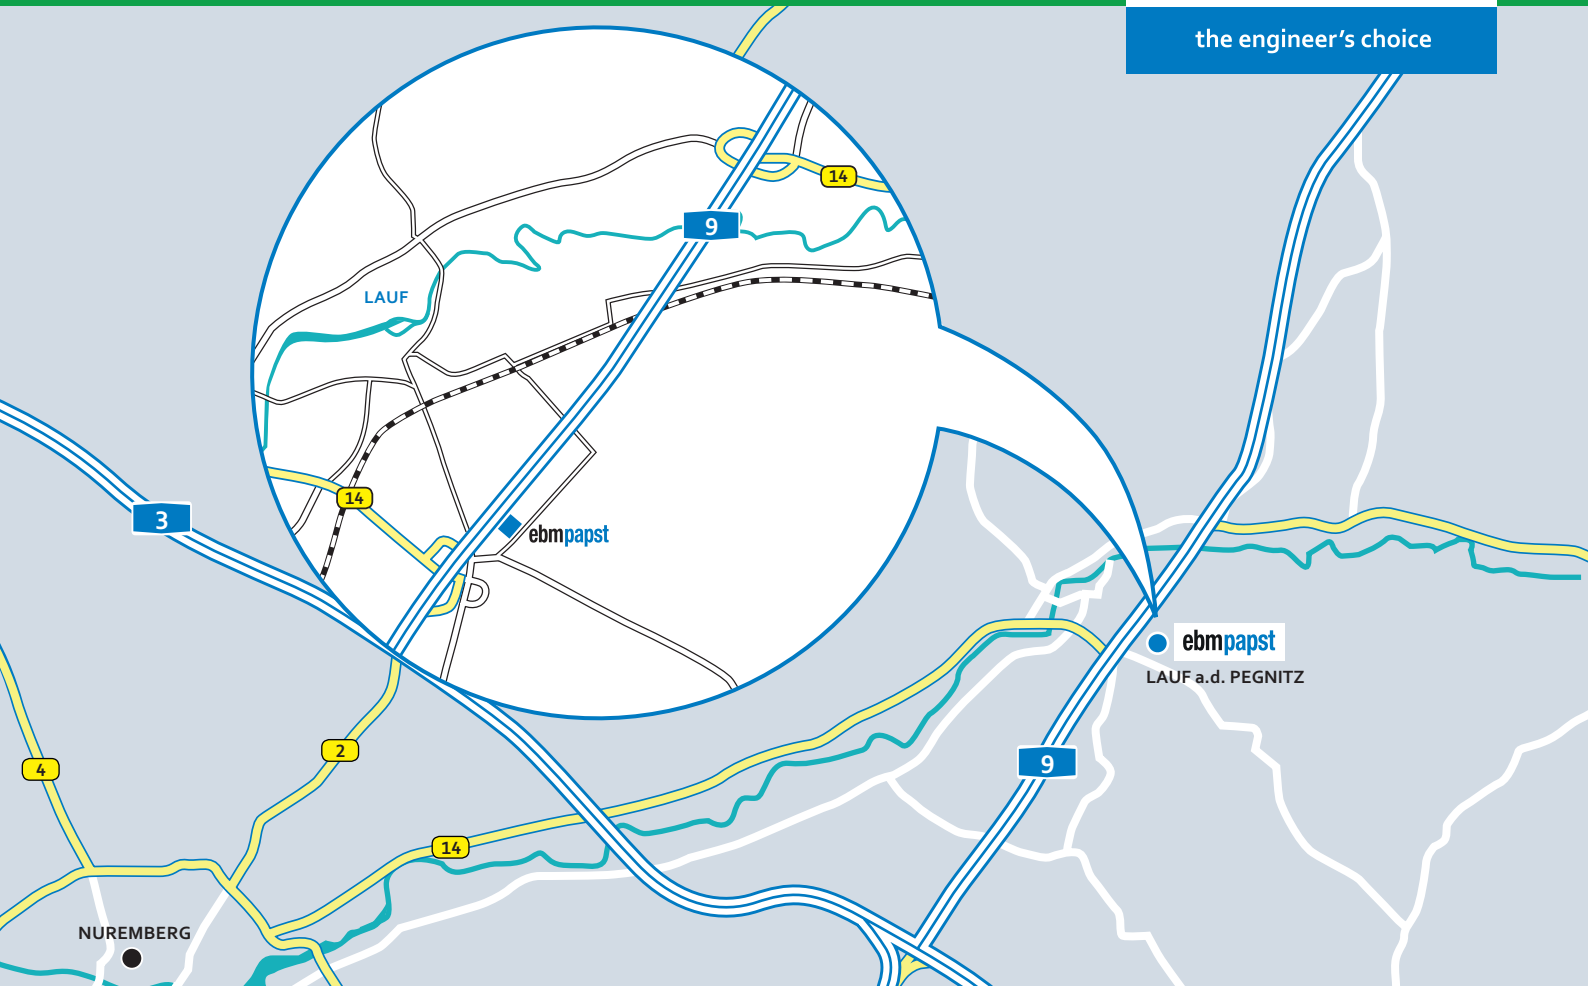 the engineer's choice
14
9
LAUF
14
3
ebmpapst
ebmpapst
LAUF a.d. PEGNITZ
2
9
4
14
NUREMBERG